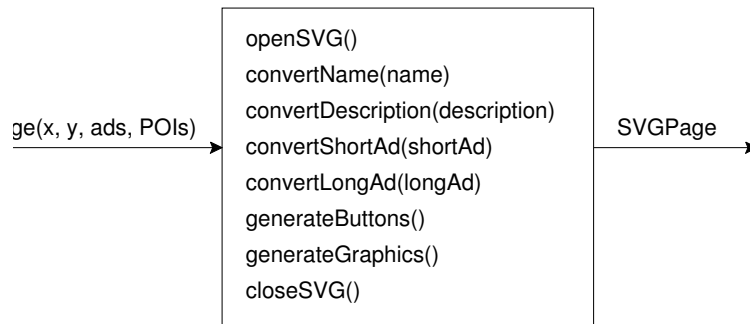 ge(x, y, ads, POIs)
openSVG()
convertName(name)
convertDescription(description)
convertShortAd(shortAd)
convertLongAd(longAd)
generateButtons()
generateGraphics()
closeSVG()
SVGPage